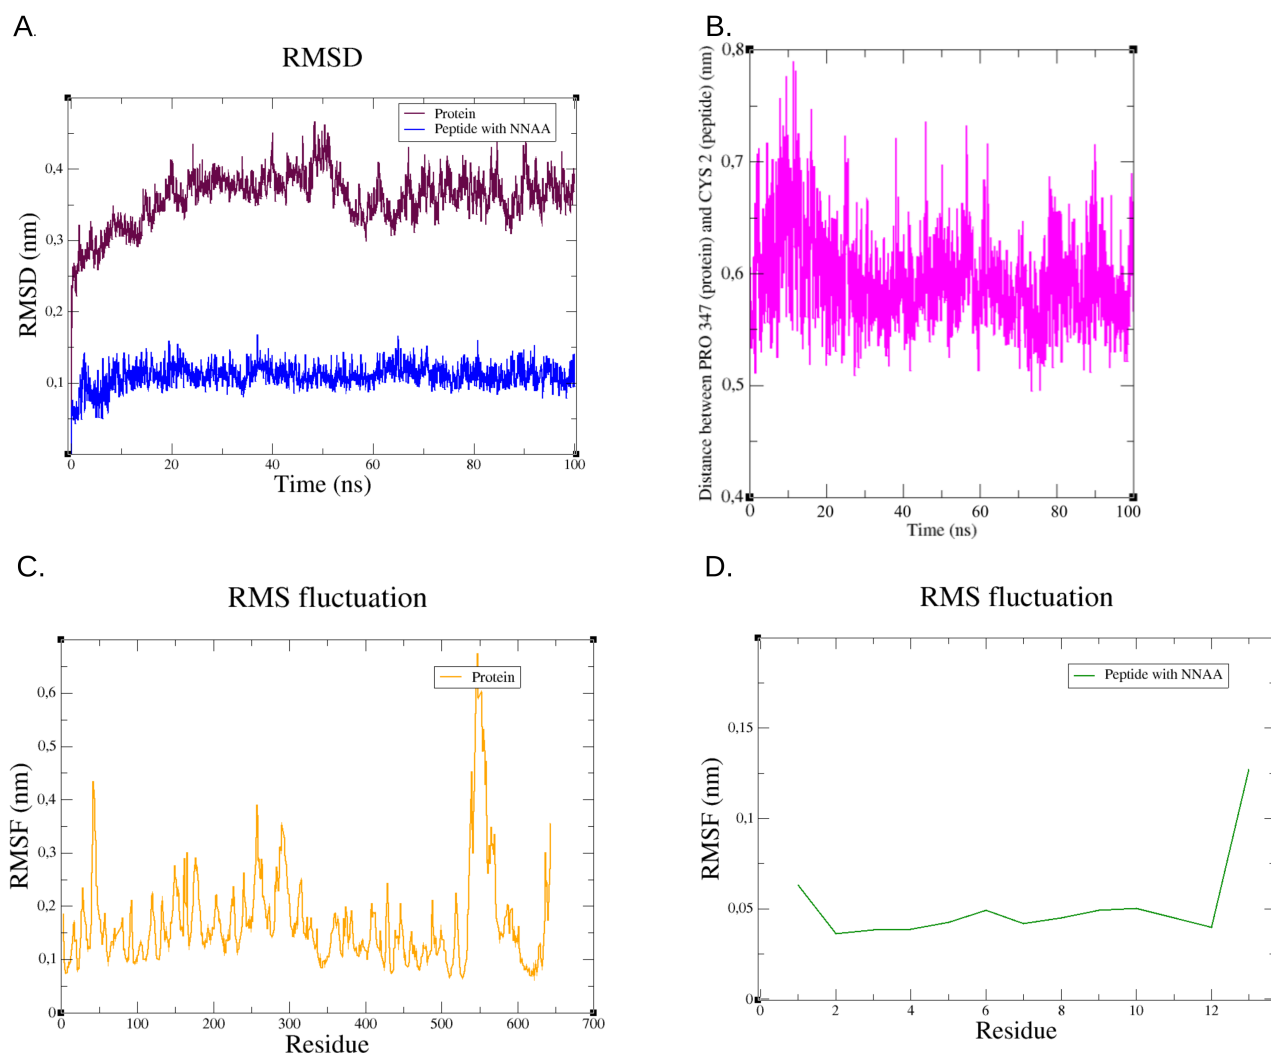 A.
RMSD
Protein
Peptide with NNAA
0,4
0,3
0,2
0,1
RMSD (nm)
0 20 40 60 80 100
Time (ns)
B.
0,8
0,7
0,6
0,5
0,4
Distance between PRO 347 (protein) and CYS 2 (peptide) (nm)
0 20 40 60 80 100
Time (ns)
C.
RMS fluctuation
Protein
0,6
0,5
0,4
0,3
0,2
0,1
0
RMSF (nm)
0 100 200 300 400 500 600 700
Residue
D.
RMS fluctuation
Peptide with NNAA
0,15
0,1
0,05
0
RMSF (nm)
0 2 4 6 8 10 12
Residue